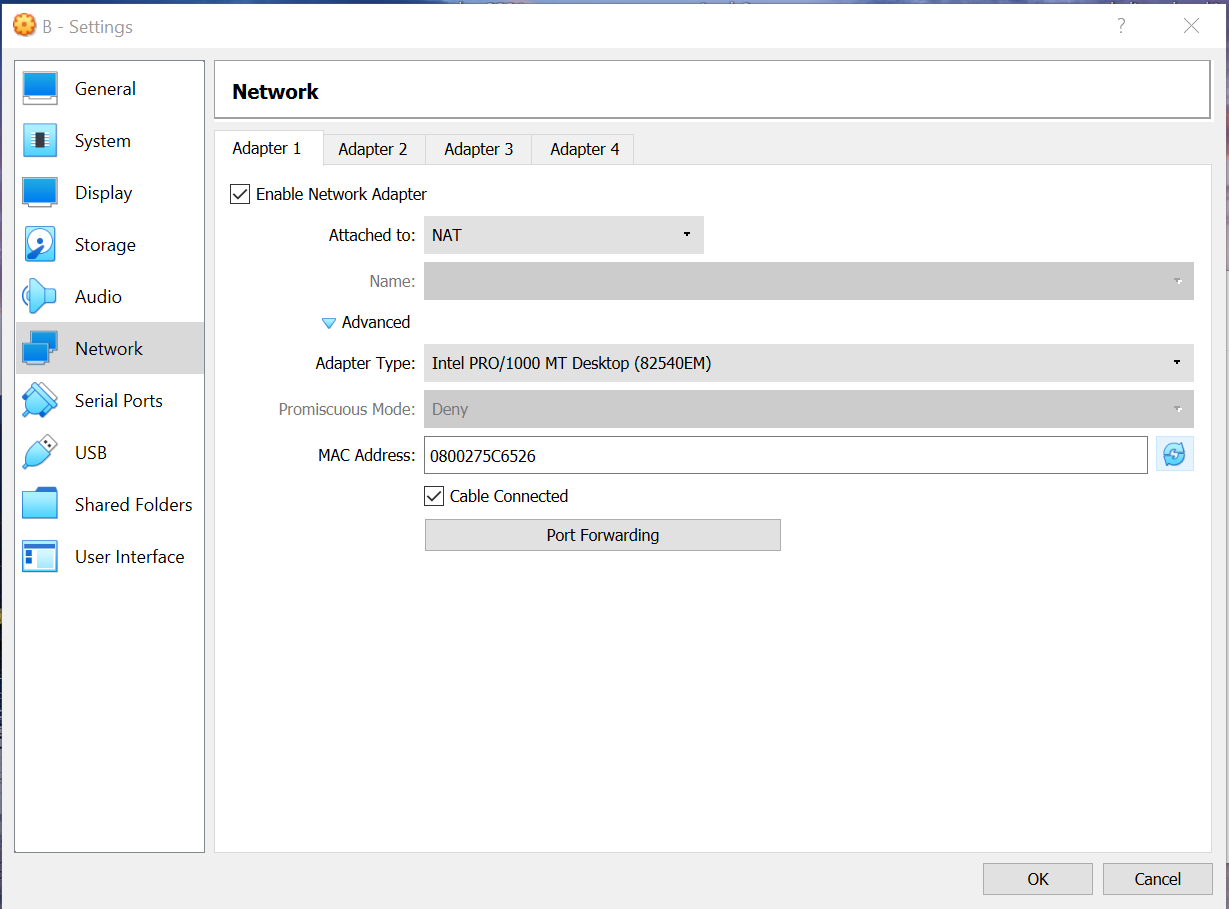 B - Settings
?
General
System
Display
Storage
Audio
Network
Serial Ports
USB
Shared Folders
User Interface
Network
Adapter 1 Adapter 2 Adapter 3 Adapter 4
Enable Network Adapter
Attached to: NAT
Name:
Advanced
Adapter Type: Intel PRO/1000 MT Desktop (82540EM)
Promiscuous Mode: Deny
MAC Address: 0800275C6526
Cable Connected
Port Forwarding
OK Cancel